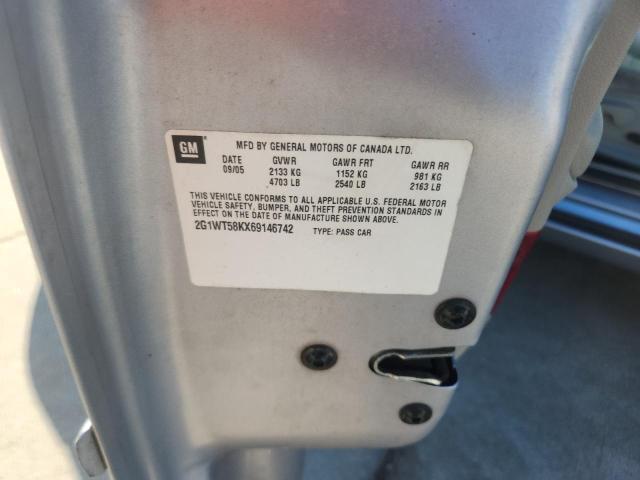 GM
MFD BY GENERAL MOTORS OF CANADA LTD.
DATE GVWR GAWR FRT GAWR RR
09/05 2133 KG 1152 KG 981 KG
4703 LB 2540 LB 2163 LB
THIS VEHICLE CONFORMS TO ALL APPLICABLE U.S. FEDERAL MOTOR
VEHICLE SAFETY, BUMPER, AND THEFT PREVENTION STANDARDS IN
EFFECT ON THE DATE OF MANUFACTURE SHOWN ABOVE.
2G1WT58KX69146742 TYPE: PASS CAR